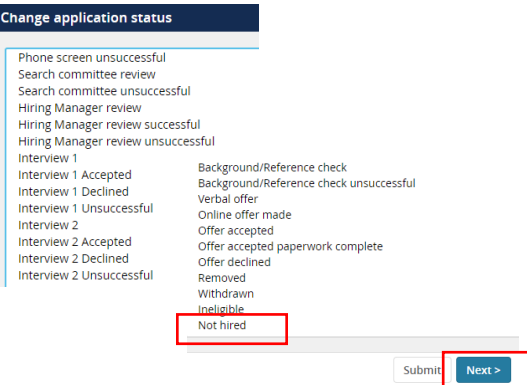 Change application status
Phone screen unsuccessful
Search committee review
Search committee unsuccessful
Hiring Manager review
Hiring Manager review successful
Hiring Manager review unsuccessful
Interview 1
Interview 1 Accepted
Interview 1 Declined
Interview 1 Unsuccessful
Interview 2
Interview 2 Accepted
Interview 2 Declined
Interview 2 Unsuccessful
Background/Reference check
Background/Reference check unsuccessful
Verbal offer
Online offer made
Offer accepted
Offer accepted paperwork complete
Offer declined
Removed
Withdrawn
Ineligible
Not hired
Submit
Next >